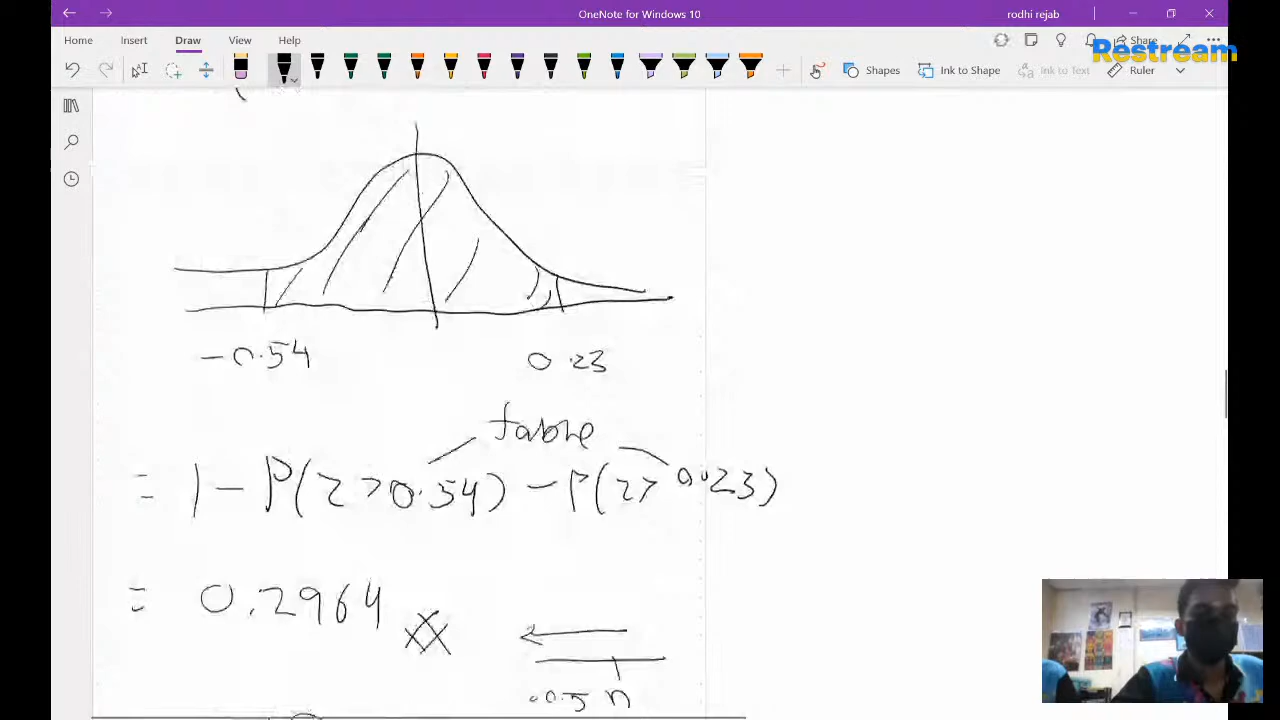 OneNote for Windows 10
rodhi rejab
Home Insert Draw View Help
Share
Restream
Shapes Ink to Shape Ink to Text Ruler
-0.54 0.23
table
= 1 - P(Z > 0.54) - P(Z > 0.23)
= 0.2964